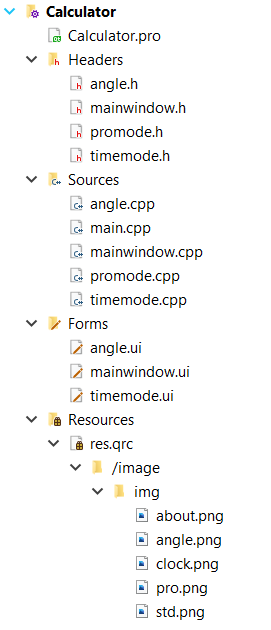 Calculator
Calculator.pro
Headers
angle.h
mainwindow.h
promode.h
timemode.h
Sources
angle.cpp
main.cpp
mainwindow.cpp
promode.cpp
timemode.cpp
Forms
angle.ui
mainwindow.ui
timemode.ui
Resources
res.qrc
/image
img
about.png
angle.png
clock.png
pro.png
std.png